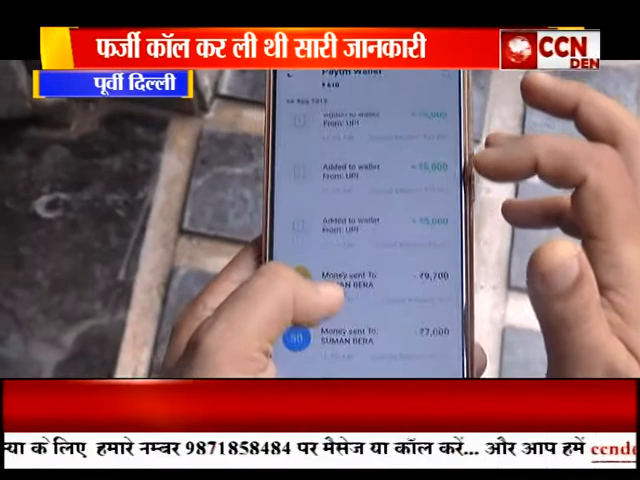 फर्जी कॉल कर ली थी सारी जानकारी
CCN
DEN
पूर्वी दिल्ली
Paytm Wallet
Added to wallet
From: UPI
Added to wallet
From: UPI
+ ₹5,000
Added to wallet
From: UPI
+ ₹5,000
Money sent To:
SUMAN BERA
- ₹9,700
Money sent To:
SUMAN BERA
- ₹7,000
के लिए हमारे नम्बर 9871858484 पर मैसेज या कॉल करें... और आप हमें